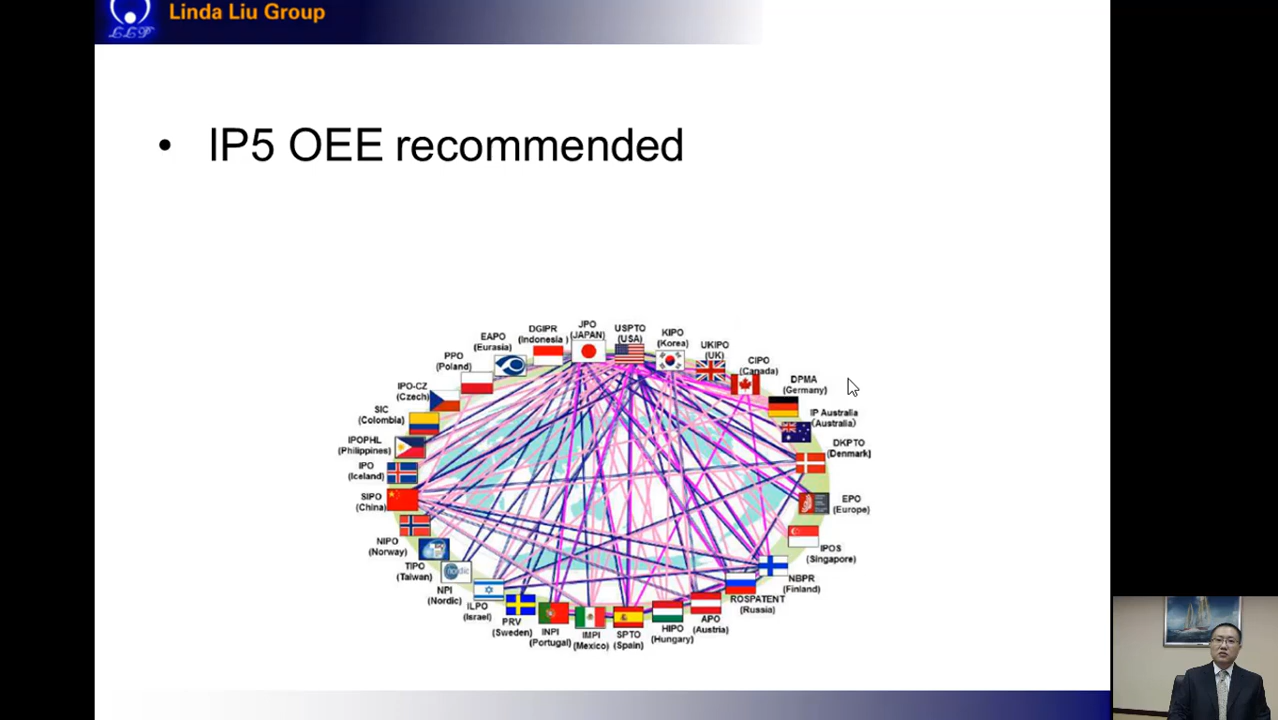 Linda Liu Group
LLP
• IP5 OEE recommended
JPO
(JAPAN)
USPTO
(USA)
KIPO
(Korea)
UKIPO
(UK)
CIPO
(Canada)
DPMA
(Germany)
IP Australia
(Australia)
DKPTO
(Denmark)
EPO
(Europe)
IPOS
(Singapore)
NBPR
(Finland)
ROSPATENT
(Russia)
APO
(Austria)
HIPO
(Hungary)
SPTO
(Spain)
IMPI
(Mexico)
INPI
(Portugal)
PRV
(Sweden)
ILPO
(Israel)
NPI
(Nordic)
TIPO
(Taiwan)
NIPO
(Norway)
SIPO
(China)
IPO
(Iceland)
IPOPHL
(Philippines)
SIC
(Colombia)
IPO-CZ
(Czech)
PPO
(Poland)
EAPO
(Eurasia)
DGIPR
(Indonesia )
nordic